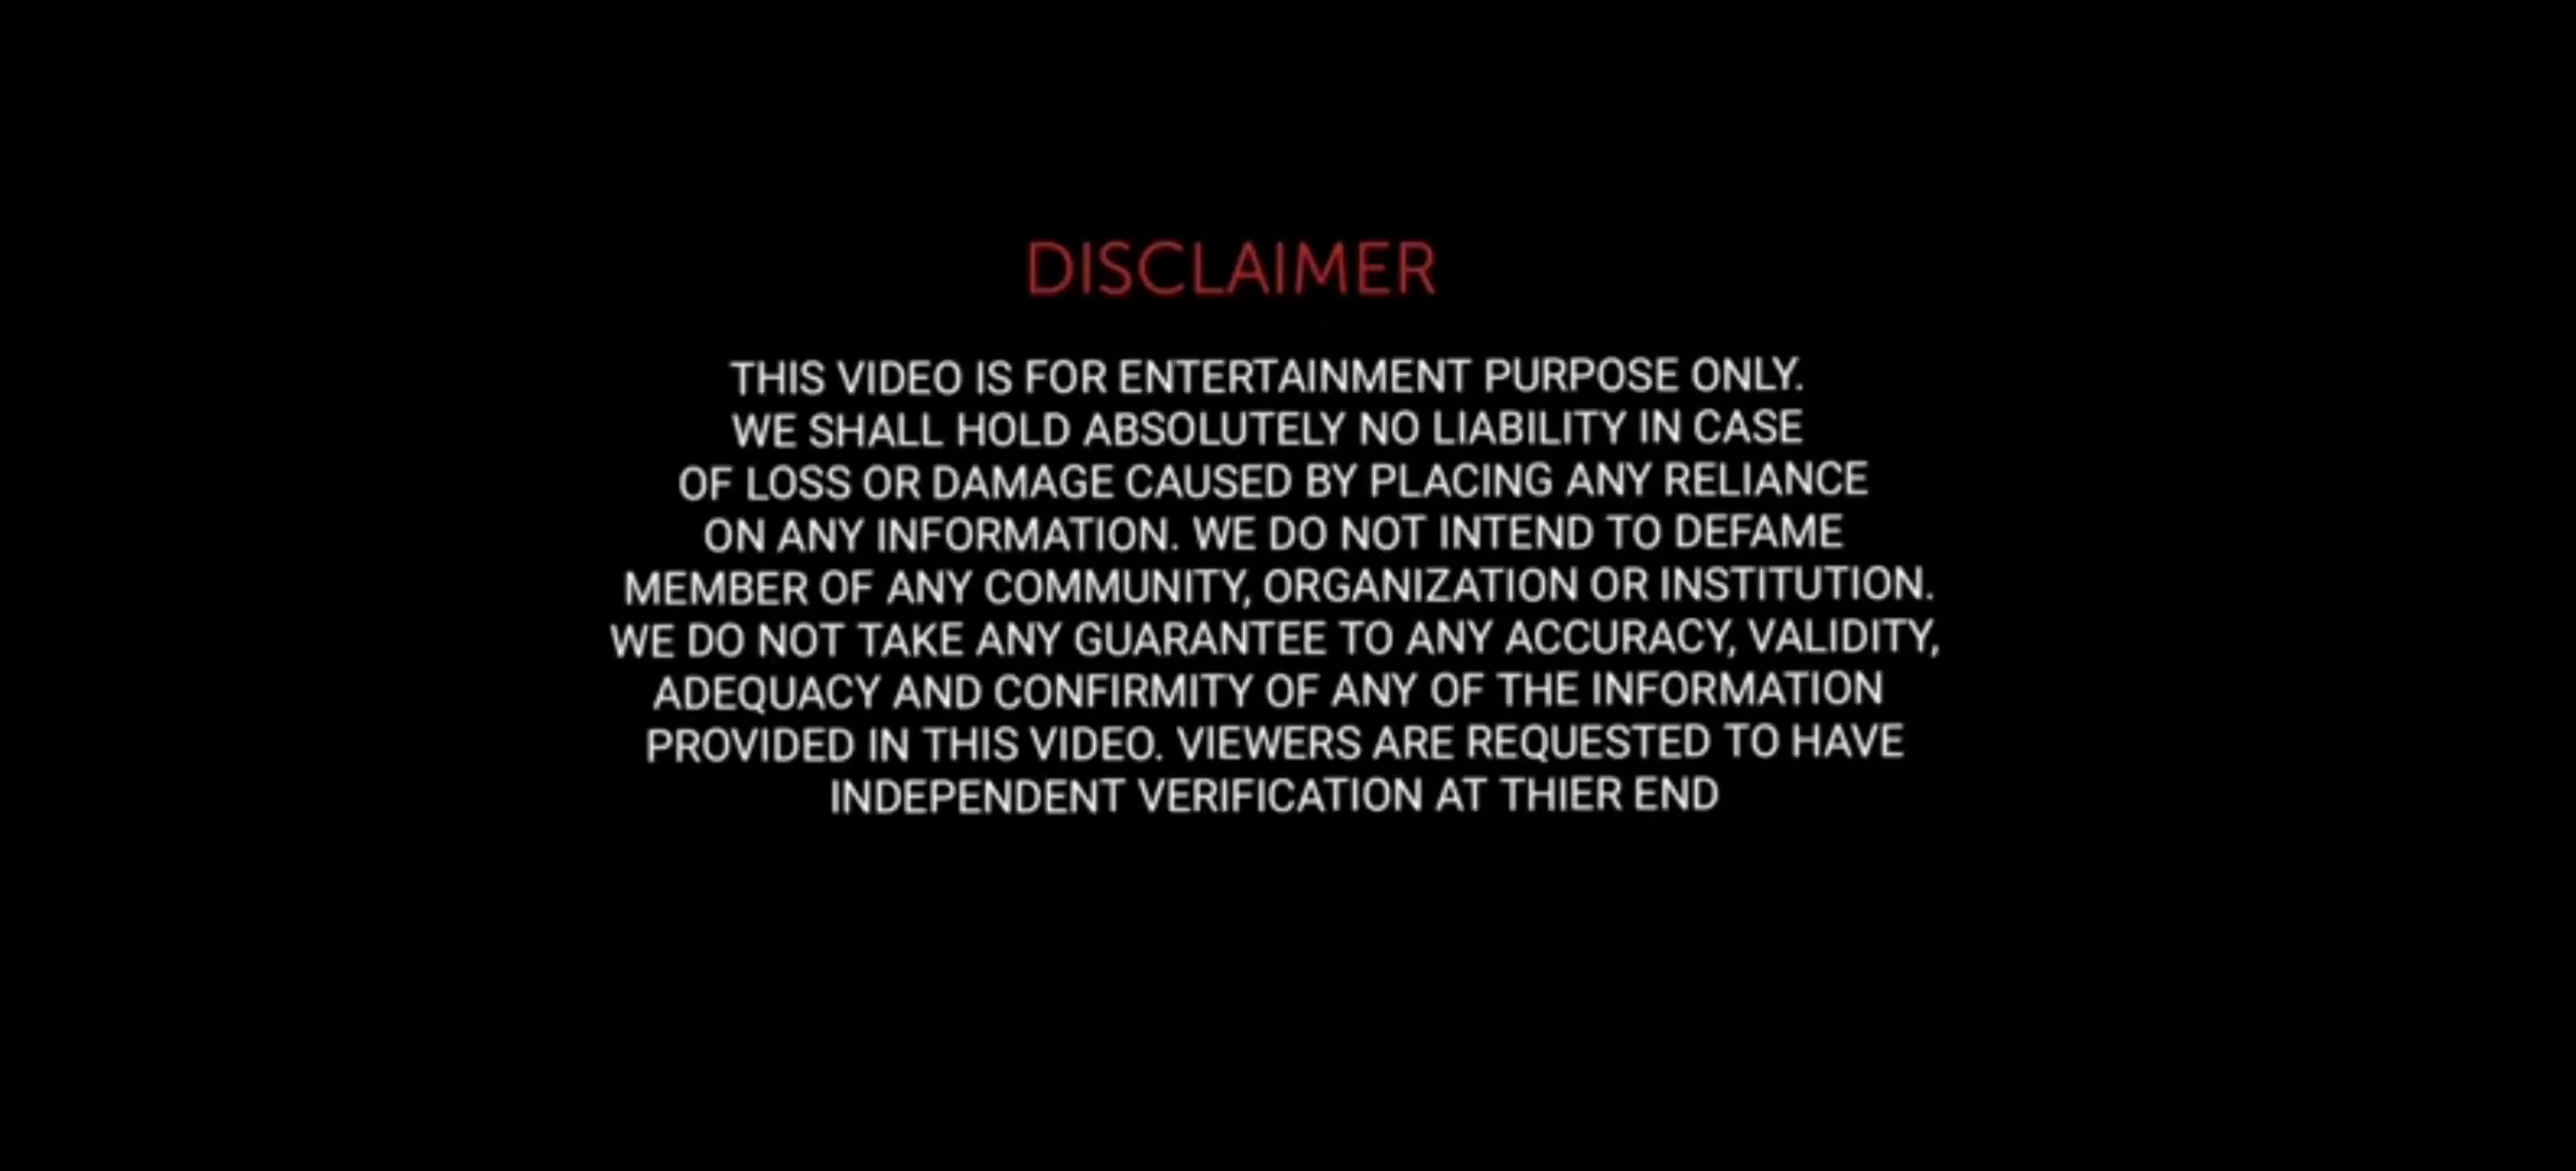 DISCLAIMER
THIS VIDEO IS FOR ENTERTAINMENT PURPOSE ONLY.
WE SHALL HOLD ABSOLUTELY NO LIABILITY IN CASE
OF LOSS OR DAMAGE CAUSED BY PLACING ANY RELIANCE
ON ANY INFORMATION. WE DO NOT INTEND TO DEFAME
MEMBER OF ANY COMMUNITY, ORGANIZATION OR INSTITUTION.
WE DO NOT TAKE ANY GUARANTEE TO ANY ACCURACY, VALIDITY,
ADEQUACY AND CONFIRMITY OF ANY OF THE INFORMATION
PROVIDED IN THIS VIDEO. VIEWERS ARE REQUESTED TO HAVE
INDEPENDENT VERIFICATION AT THIER END